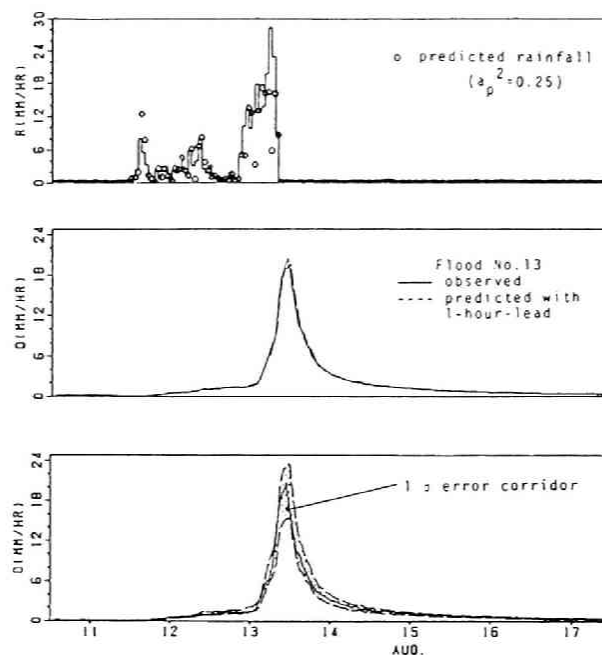 30
24
18
12
6
0
R(MM/HR)
o predicted rainfall
(a_p^2=0.25)
24
18
12
6
0
Q(MM/HR)
Flood No.13
observed
predicted with
1-hour-lead
24
18
12
6
0
Q(MM/HR)
error corridor
11 12 13 14 15 16 17
AUG.